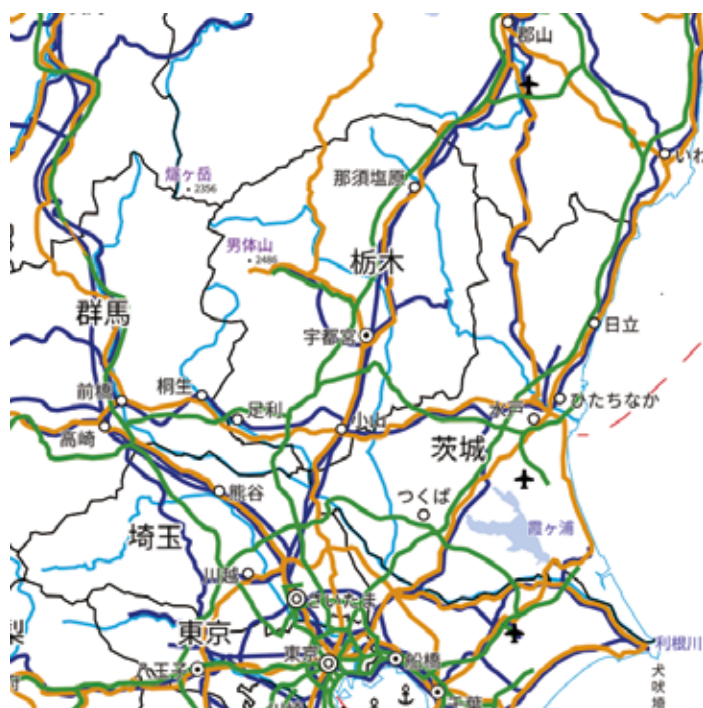 郡山
いわ
燧ヶ岳
2356
那須塩原
男体山
2486
栃木
群馬
宇都宮
日立
前橋
桐生
足利
小山
水戸
ひたちなか
高崎
茨城
熊谷
つくば
埼玉
霞ヶ浦
川越
さいたま
東京
東京
船橋
利根川
八王子
千葉
犬吠埼